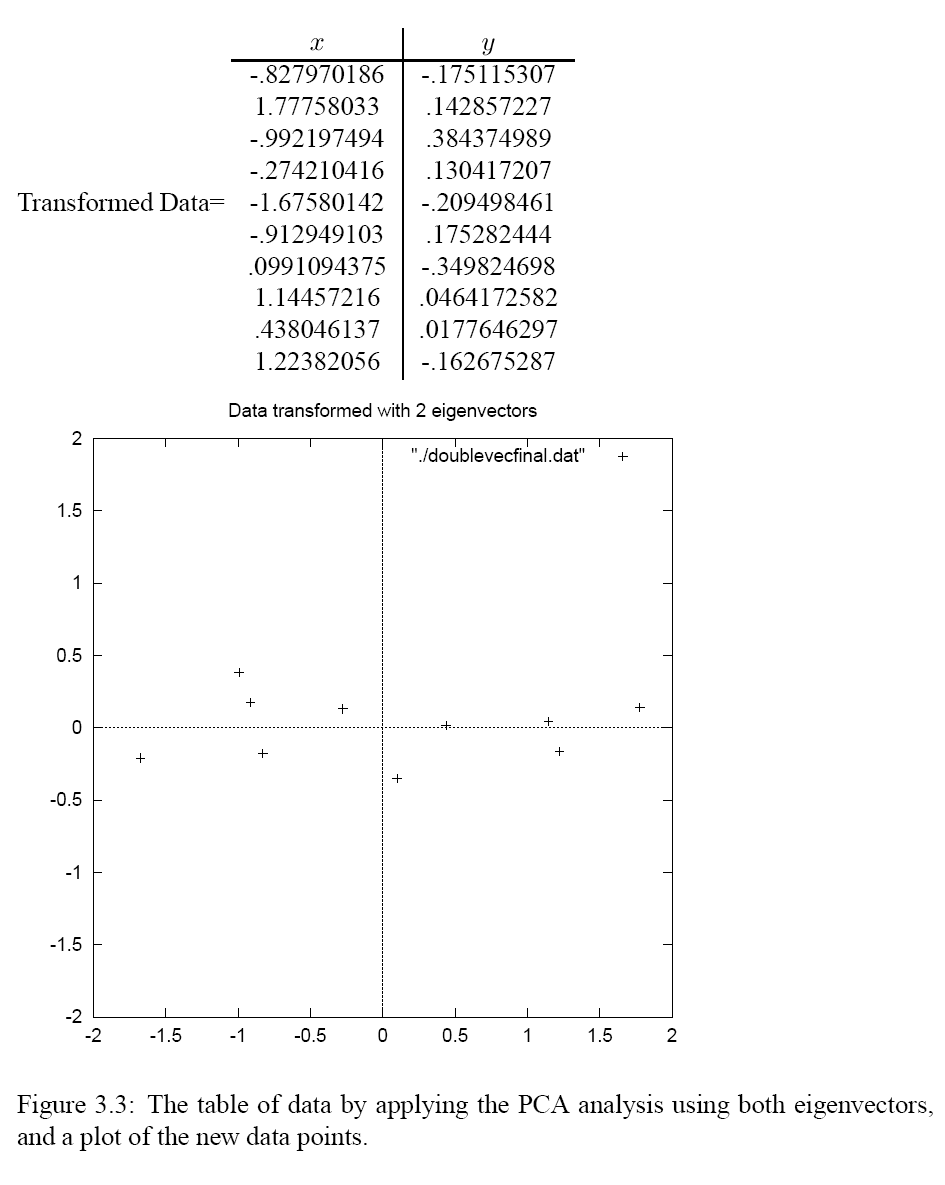 x y
-.827970186 -.175115307
1.77758033 .142857227
-.992197494 .384374989
-.274210416 .130417207
Transformed Data= -1.67580142 -.209498461
-.912949103 .175282444
.0991094375 -.349824698
1.14457216 .0464172582
.438046137 .0177646297
1.22382056 -.162675287
Data transformed with 2 eigenvectors
"./doublevecfinal.dat"
2
1.5
1
0.5
0
-0.5
-1
-1.5
-2
-2 -1.5 -1 -0.5 0 0.5 1 1.5 2
Figure 3.3: The table of data by applying the PCA analysis using both eigenvectors,
and a plot of the new data points.